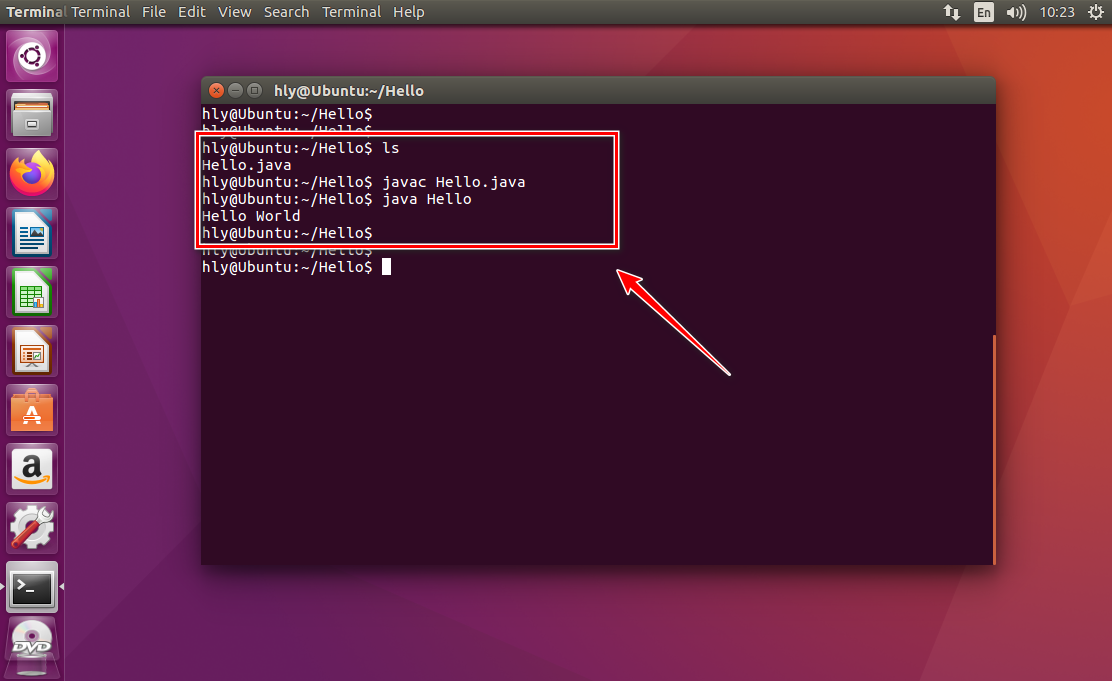 Terminal Terminal File Edit View Search Terminal Help En 10:23
hly@Ubuntu:~/Hello
hly@Ubuntu:~/Hello$
hly@Ubuntu:~/Hello$
hly@Ubuntu:~/Hello$ ls
Hello.java
hly@Ubuntu:~/Hello$ javac Hello.java
hly@Ubuntu:~/Hello$ java Hello
Hello World
hly@Ubuntu:~/Hello$
hly@Ubuntu:~/Hello$
hly@Ubuntu:~/Hello$
A
a
>_
DVD